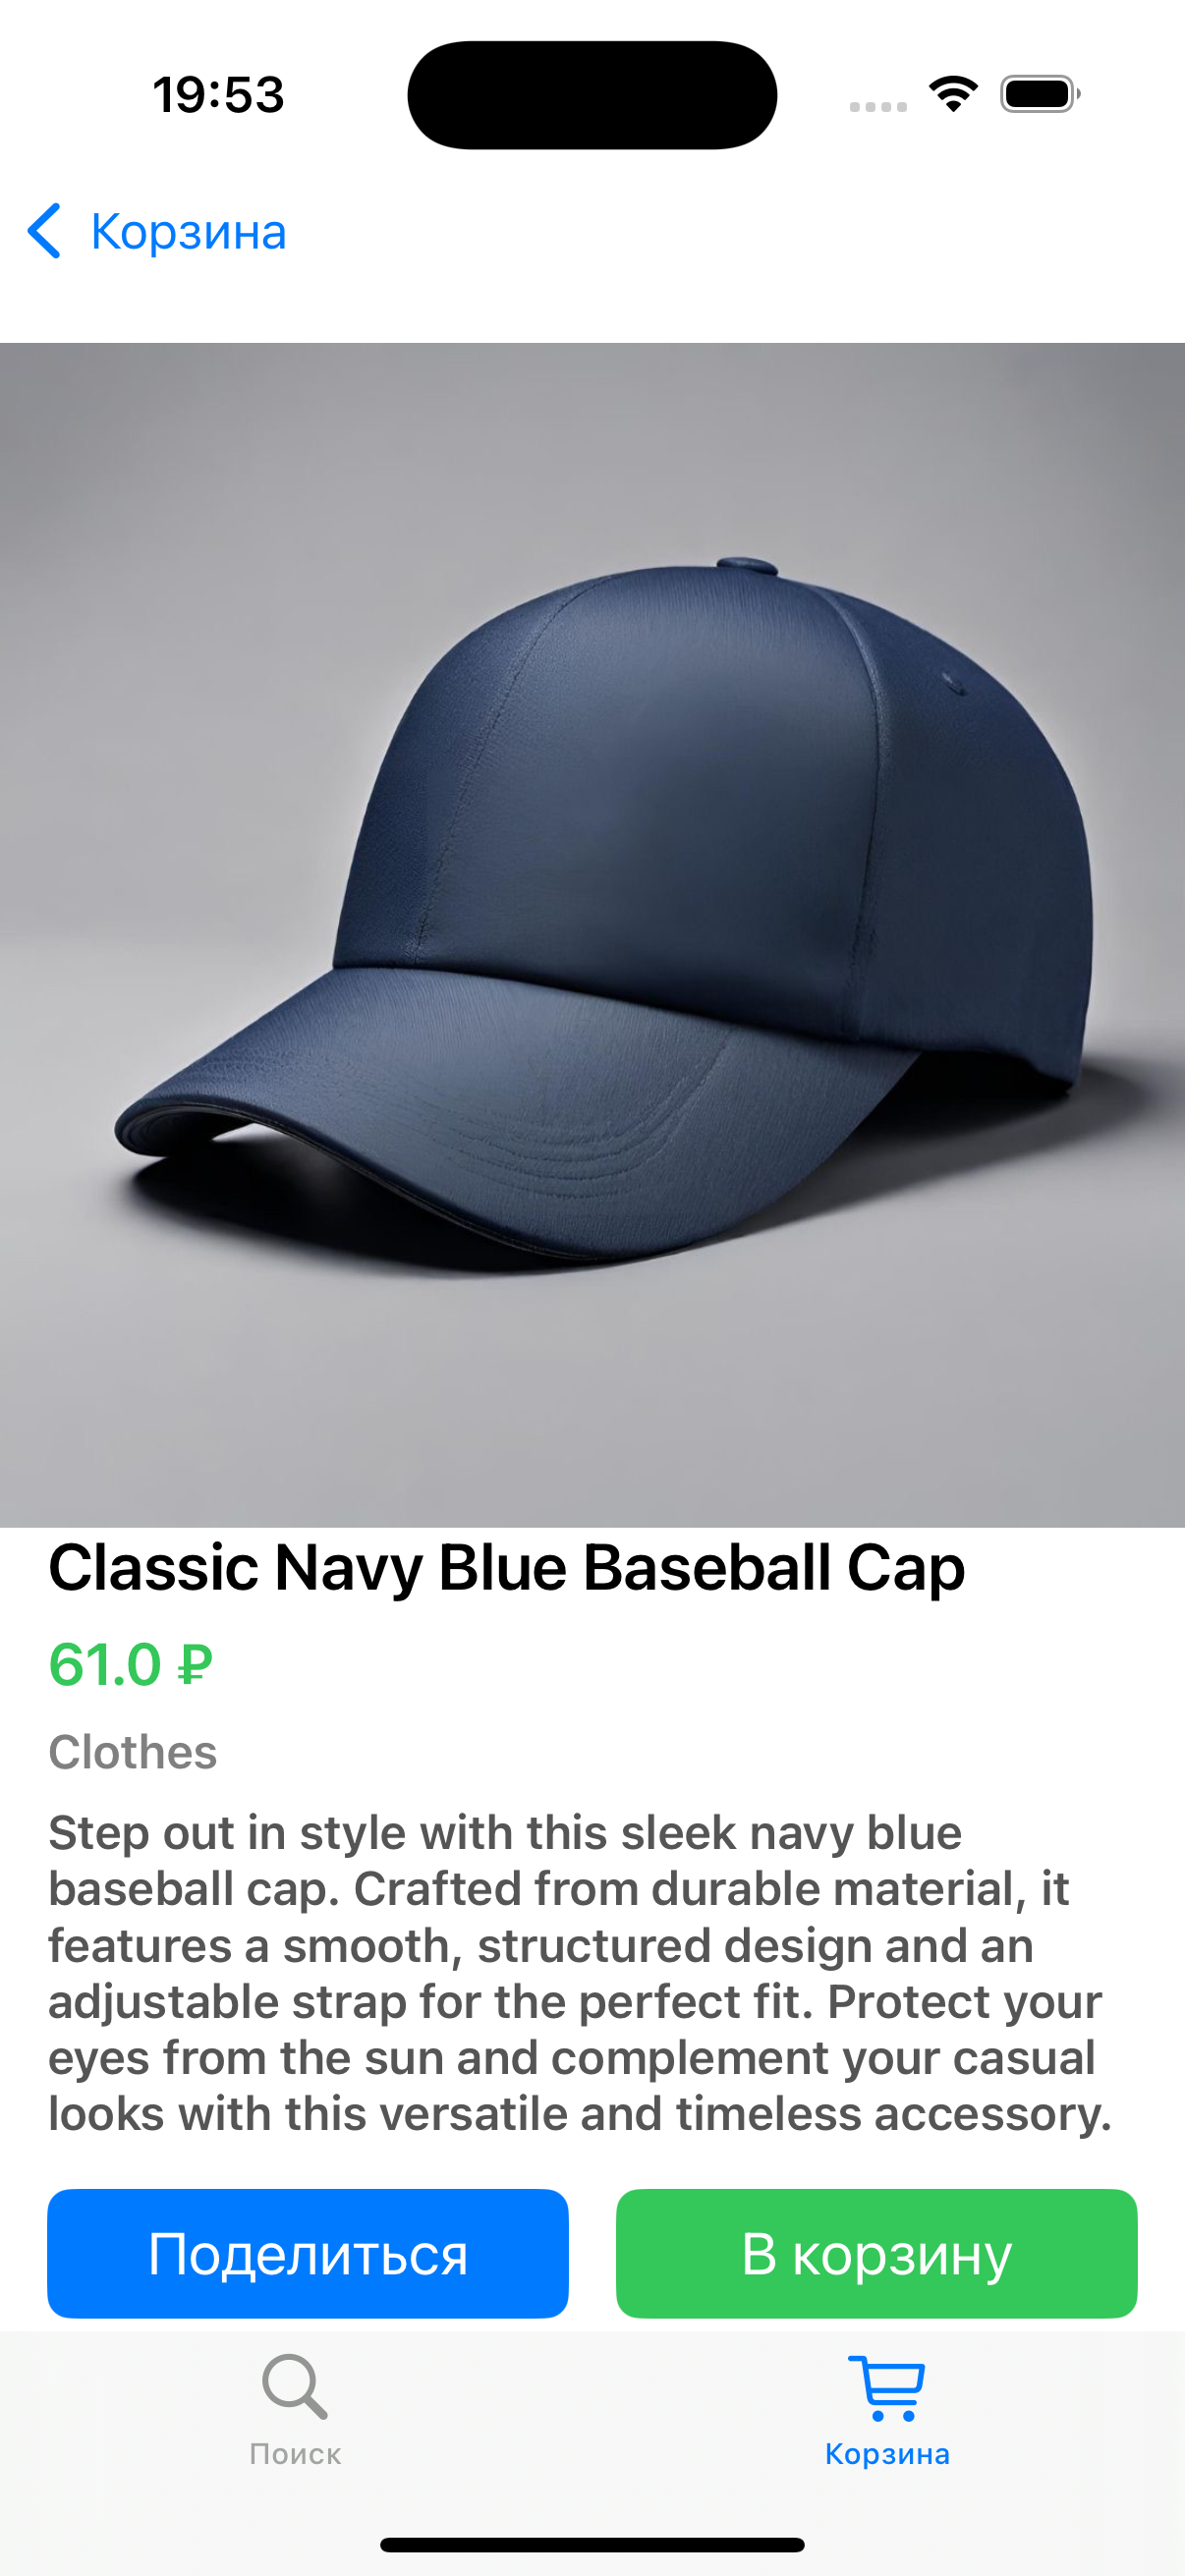 19:53
Корзина
Classic Navy Blue Baseball Cap
61.0 ₽
Clothes
Step out in style with this sleek navy blue
baseball cap. Crafted from durable material, it
features a smooth, structured design and an
adjustable strap for the perfect fit. Protect your
eyes from the sun and complement your casual
looks with this versatile and timeless accessory.
Поделиться
В корзину
Поиск
Корзина